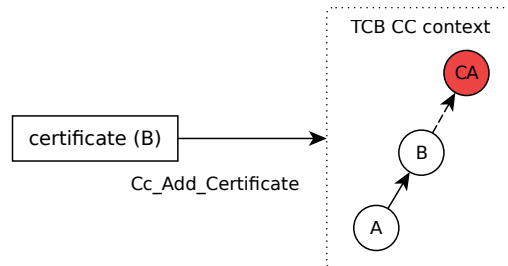 TCB CC context
CA
certificate (B)
B
Cc_Add_Certificate
A